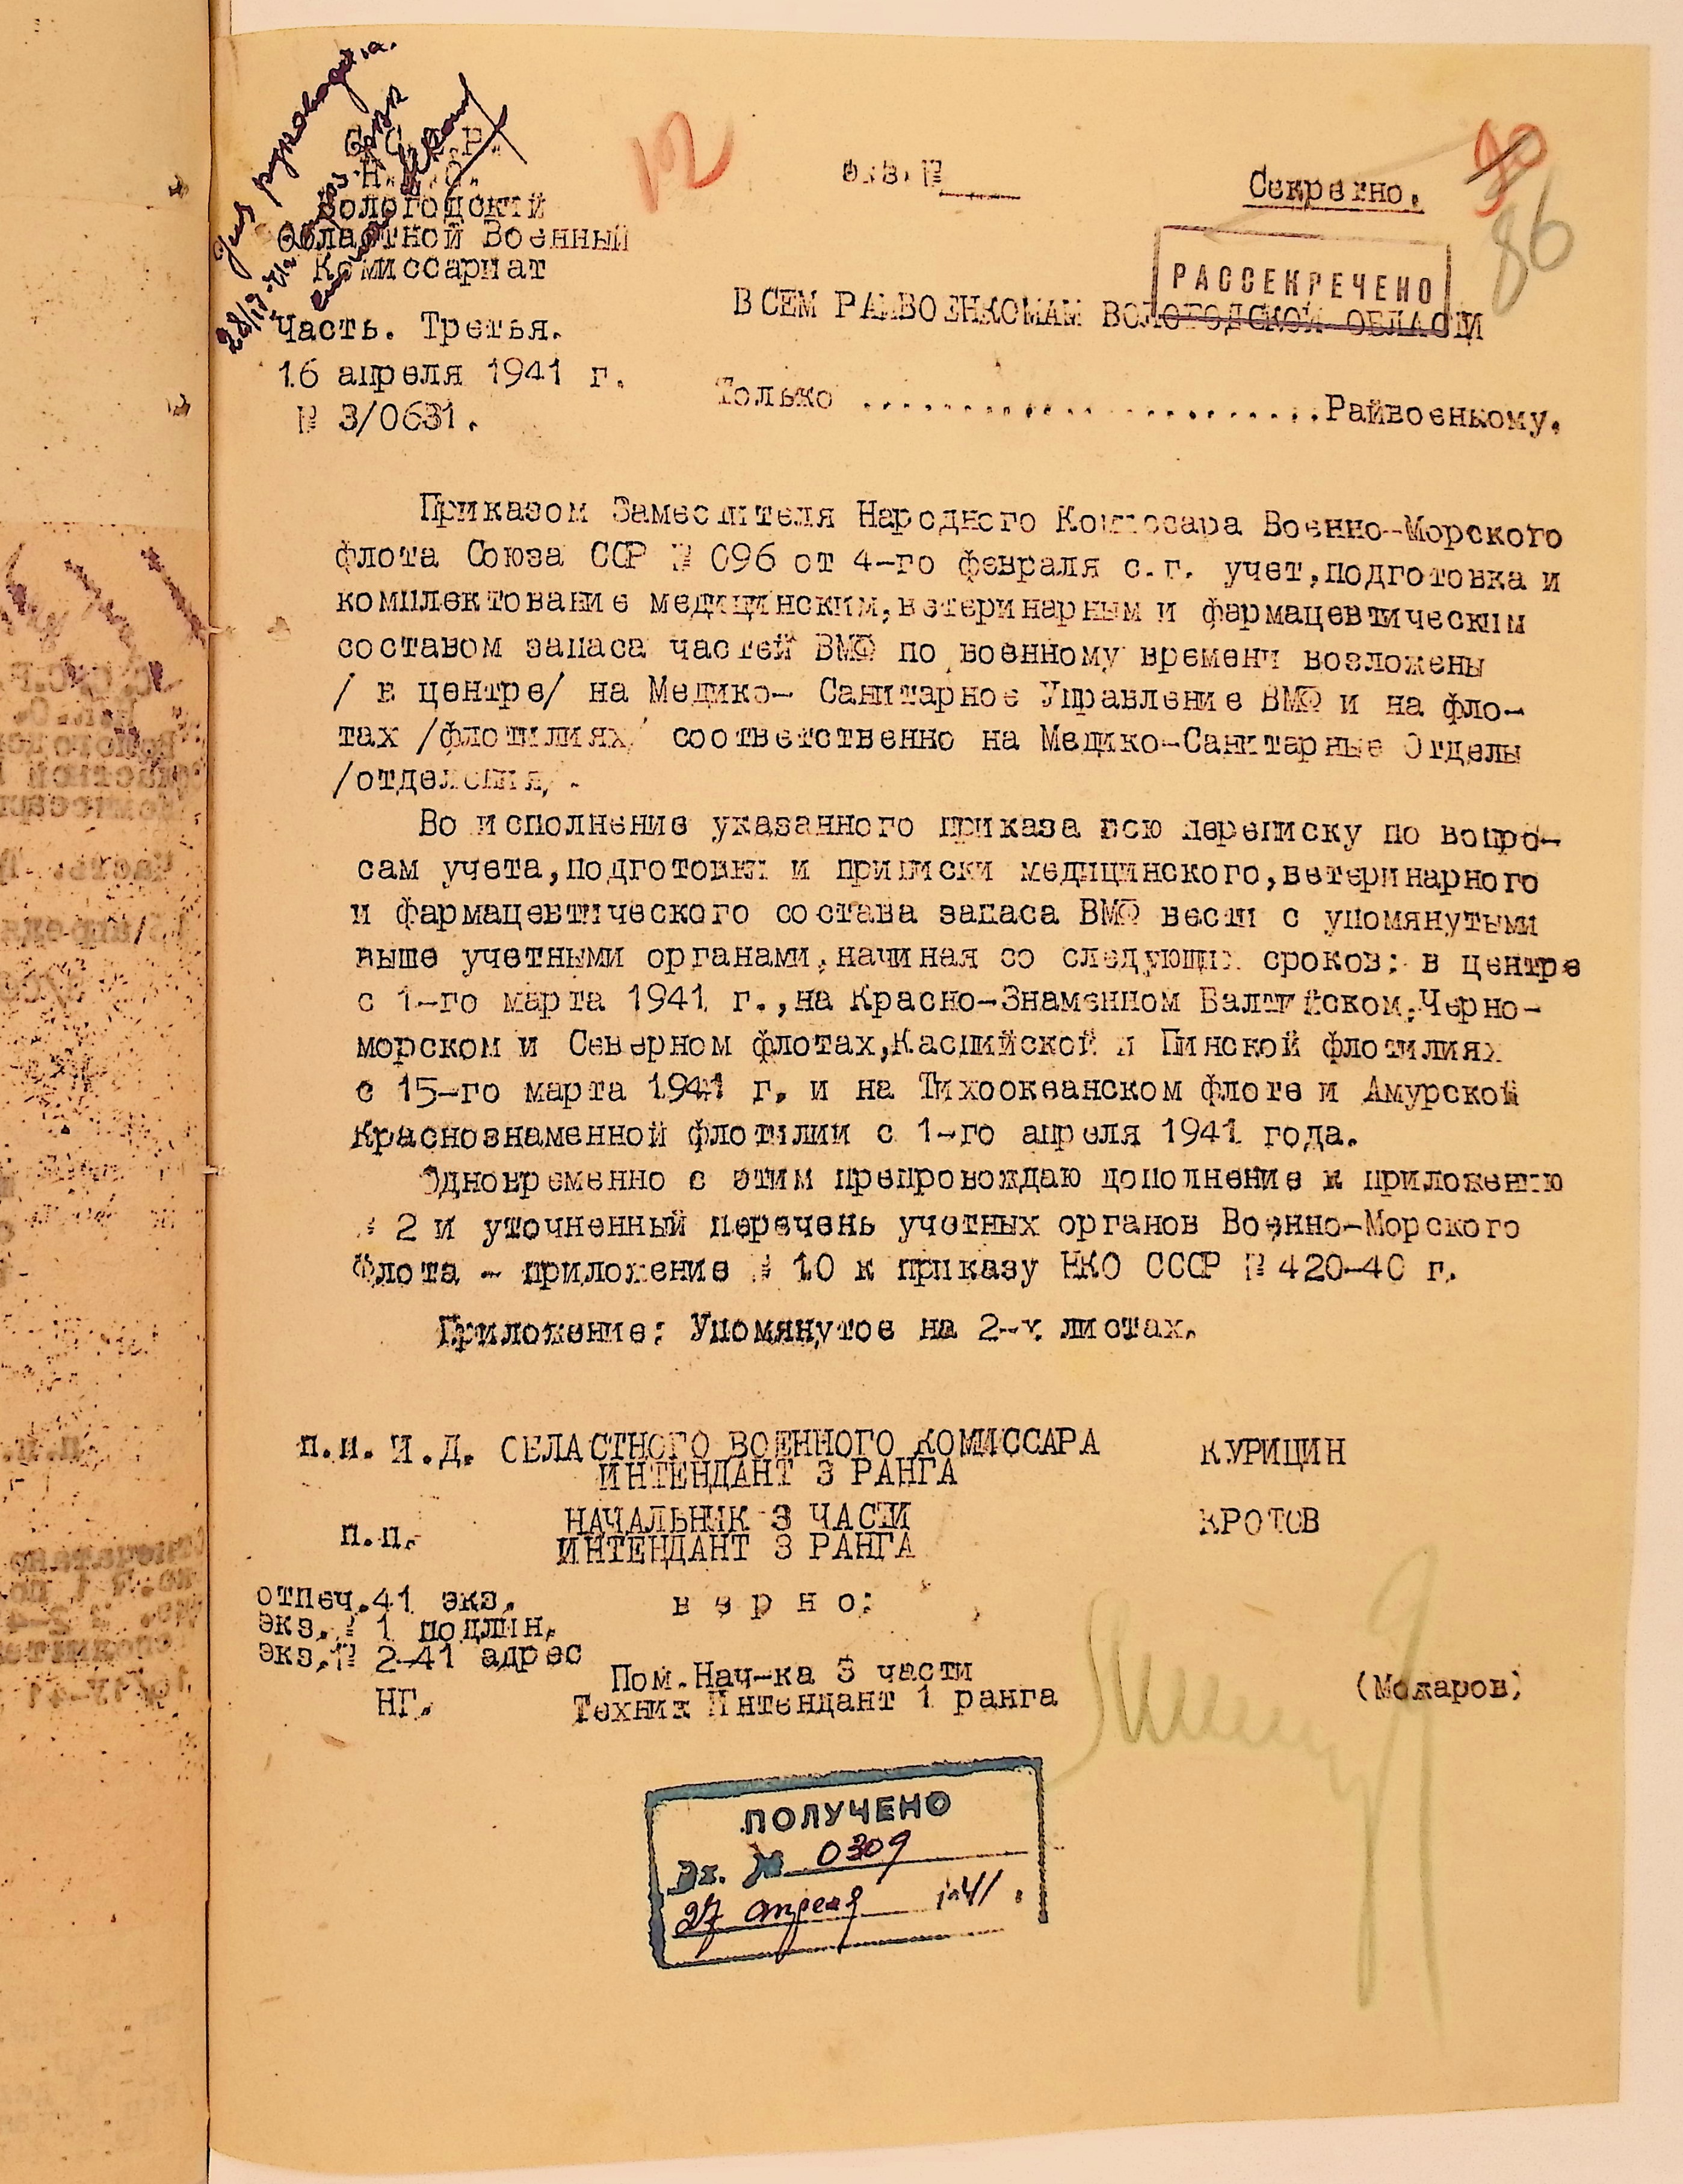 12
экз. №
Секретно.
90
86
С.С.С.Р.
Н.К.О.
Вологодский
Областной Военный
Комиссариат
РАССЕКРЕЧЕНО
ВСЕМ РАЙВОЕНКОМАМ ВОЛОГОДСКОЙ ОБЛАСТИ
Часть. Третья.
16 апреля 1941 г.
№ 3/0631.
Только ........................Райвоенкому.
Приказом Заместителя Народного Комиссара Военно-Морского
флота Союза ССР № 096 от 4-го февраля с.г. учет,подготовка и
комплектование медицинским,ветеринарным и фармацевтическим
составом запаса частей ВМФ по военному времени возложены
/ в центре/ на Медико- Санитарное Управление ВМФ и на фло-
тах /флотилиях/ соответственно на Медико-Санитарные Отделы
/отделения/.
Во исполнение указанного приказа всю переписку по вопро-
сам учета,подготовки и приписки медицинского,ветеринарного
и фармацевтического состава запаса ВМФ вести с упомянутыми
выше учетными органами,начиная со следующих сроков: в центре
с 1-го марта 1941 г.,на Красно-Знаменном Балтийском,Черно-
морском и Северном флотах,Каспийской и Пинской флотилиях
с 15-го марта 1941 г. и на Тихоокеанском флоте и Амурской
Краснознаменной флотилии с 1-го апреля 1941 года.
Одновременно с этим препровождаю дополнение к приложению
№ 2 и уточненный перечень учетных органов Военно-Морского
Флота - приложение № 10 к приказу НКО СССР № 420-40 г.
Приложение: Упомянутое на 2-х листах.
п.п. И.Д. ОБЛАСТНОГО ВОЕННОГО КОМИССАРА
ИНТЕНДАНТ 3 РАНГА
КУРИЦИН
НАЧАЛЬНИК 3 ЧАСТИ
п.п.
ИНТЕНДАНТ 3 РАНГА
КРОТОВ
отпеч.41 экз.
экз.№ 1 подлин.
экз.№ 2-41 адрес
НГ.
в е р н о:
Пом.Нач-ка 3 части
Техник Интендант 1 ранга
(Можаров)
ПОЛУЧЕНО
Вх. № 0309
27 апреля 1941.